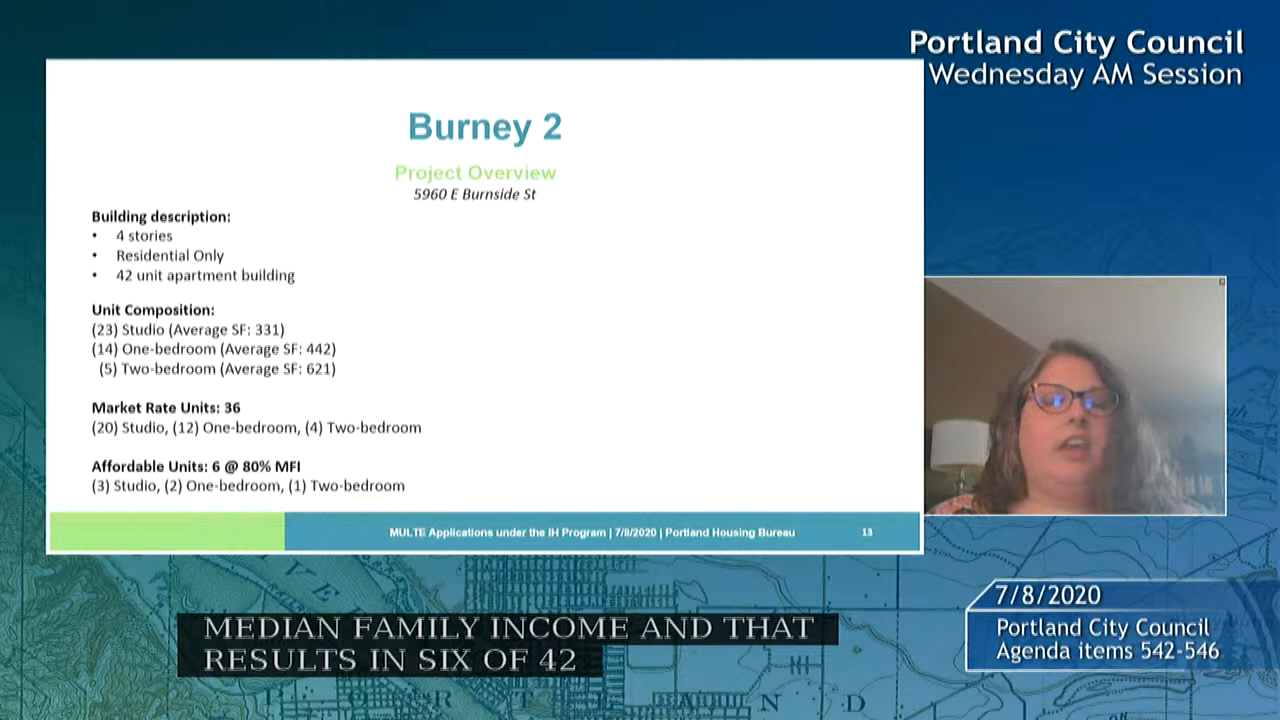 Portland City Council
Wednesday AM Session
Burney 2
Project Overview
5960 E Burnside St
Building description:
• 4 stories
• Residential Only
• 42 unit apartment building
Unit Composition:
(23) Studio (Average SF: 331)
(14) One-bedroom (Average SF: 442)
(5) Two-bedroom (Average SF: 621)
Market Rate Units: 36
(20) Studio, (12) One-bedroom, (4) Two-bedroom
Affordable Units: 6 @ 80% MFI
(3) Studio, (2) One-bedroom, (1) Two-bedroom
MULTE Applications under the IH Program | 7/8/2020 | Portland Housing Bureau 13
7/8/2020
Portland City Council
Agenda items 542-546
MEDIAN FAMILY INCOME AND THAT
RESULTS IN SIX OF 42